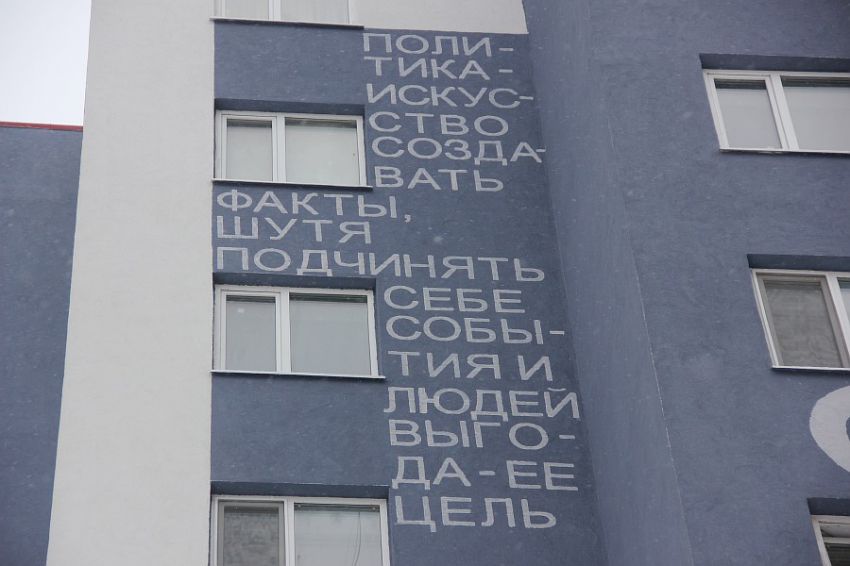 ПОЛИ-
ТИКА-
ИСКУС-
СТВО
СОЗДА-
ВАТЬ
ФАКТЫ,
ШУТЯ
ПОДЧИНЯТЬ
СЕБЕ
СОБЫ-
ТИЯ И
ЛЮДЕЙ
ВЫГО-
ДА-ЕЕ
ЦЕЛЬ